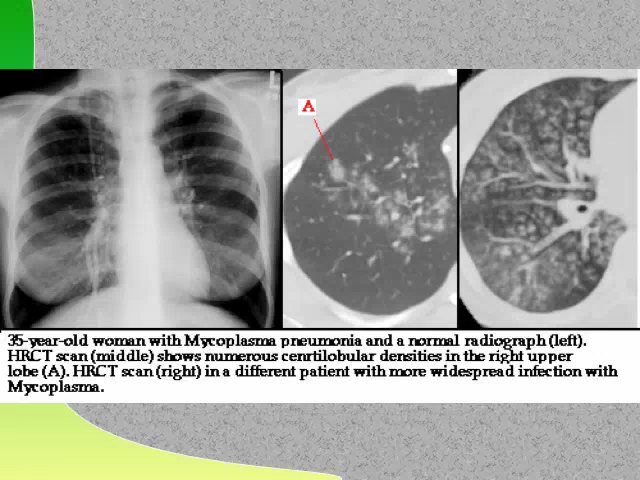 A
35-year-old woman with Mycoplasma pneumonia and a normal radiograph (left).
HRCT scan (middle) shows numerous cenrtilobular densities in the right upper
lobe (A). HRCT scan (right) in a different patient with more widespread infection with
Mycoplasma.